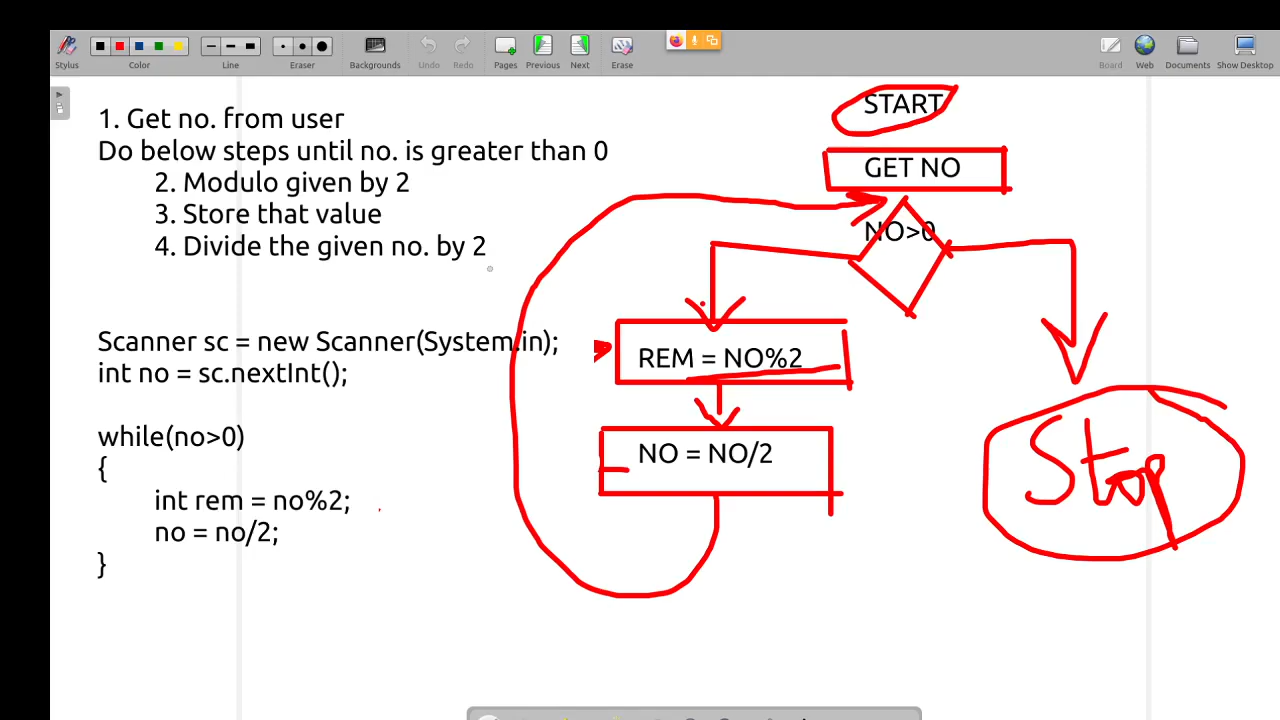 Stylus
Color
Line
Eraser
Backgrounds
Undo
Redo
Pages
Previous
Next
Erase
Board
Web
Documents
Show Desktop
1. Get no. from user
Do below steps until no. is greater than 0
2. Modulo given by 2
3. Store that value
4. Divide the given no. by 2
Scanner sc = new Scanner(System.in);
int no = sc.nextInt();
while(no>0)
{
int rem = no%2;
no = no/2;
}
START
GET NO
NO>0
REM = NO%2
NO = NO/2
Stop